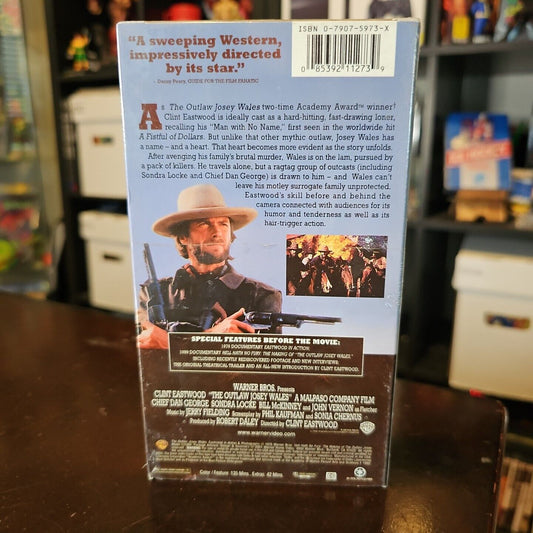 ISBN 0-7907-5973-X
0 85392 11273 9
“A sweeping Western,
impressively directed
by its star.”
- Danny Peary, GUIDE FOR THE FILM FANATIC
As The Outlaw Josey Wales two-time Academy Award™ winner†
Clint Eastwood is ideally cast as a hard-hitting, fast-drawing loner,
recalling his “Man with No Name,” first seen in the worldwide hit
A Fistful of Dollars. But unlike that other mythic outlaw, Josey Wales has
a name – and a heart. That heart becomes more evident as the story unfolds.
After avenging his family's brutal murder, Wales is on the lam, pursued by
a pack of killers. He travels alone, but a ragtag group of outcasts (including
Sondra Locke and Chief Dan George) is drawn to him – and Wales can't
leave his motley surrogate family unprotected.
Eastwood's skill before and behind the
camera connected with audiences for its
humor and tenderness as well as its
hair-trigger action.
SPECIAL FEATURES BEFORE THE MOVIE:
1976 DOCUMENTARY EASTWOOD IN ACTION.
1999 DOCUMENTARY HELL HATH NO FURY: THE MAKING OF "THE OUTLAW JOSEY WALES,"
INCLUDING RECENTLY REDISCOVERED FOOTAGE AND NEW INTERVIEWS.
THE ORIGINAL THEATRICAL TRAILER AND AN ALL-NEW INTRODUCTION BY CLINT EASTWOOD.
WARNER BROS. Presents
CLINT EASTWOOD "THE OUTLAW JOSEY WALES" A MALPASO COMPANY FILM
CHIEF DAN GEORGE SONDRA LOCKE BILL McKINNEY and JOHN VERNON as Fletcher
Music by JERRY FIELDING Screenplay by PHIL KAUFMAN and SONIA CHERNUS
Produced by ROBERT DALEY Directed by CLINT EASTWOOD
www.warnervideo.com
Color / Feature: 135 Mins. Extras: 42 Mins.